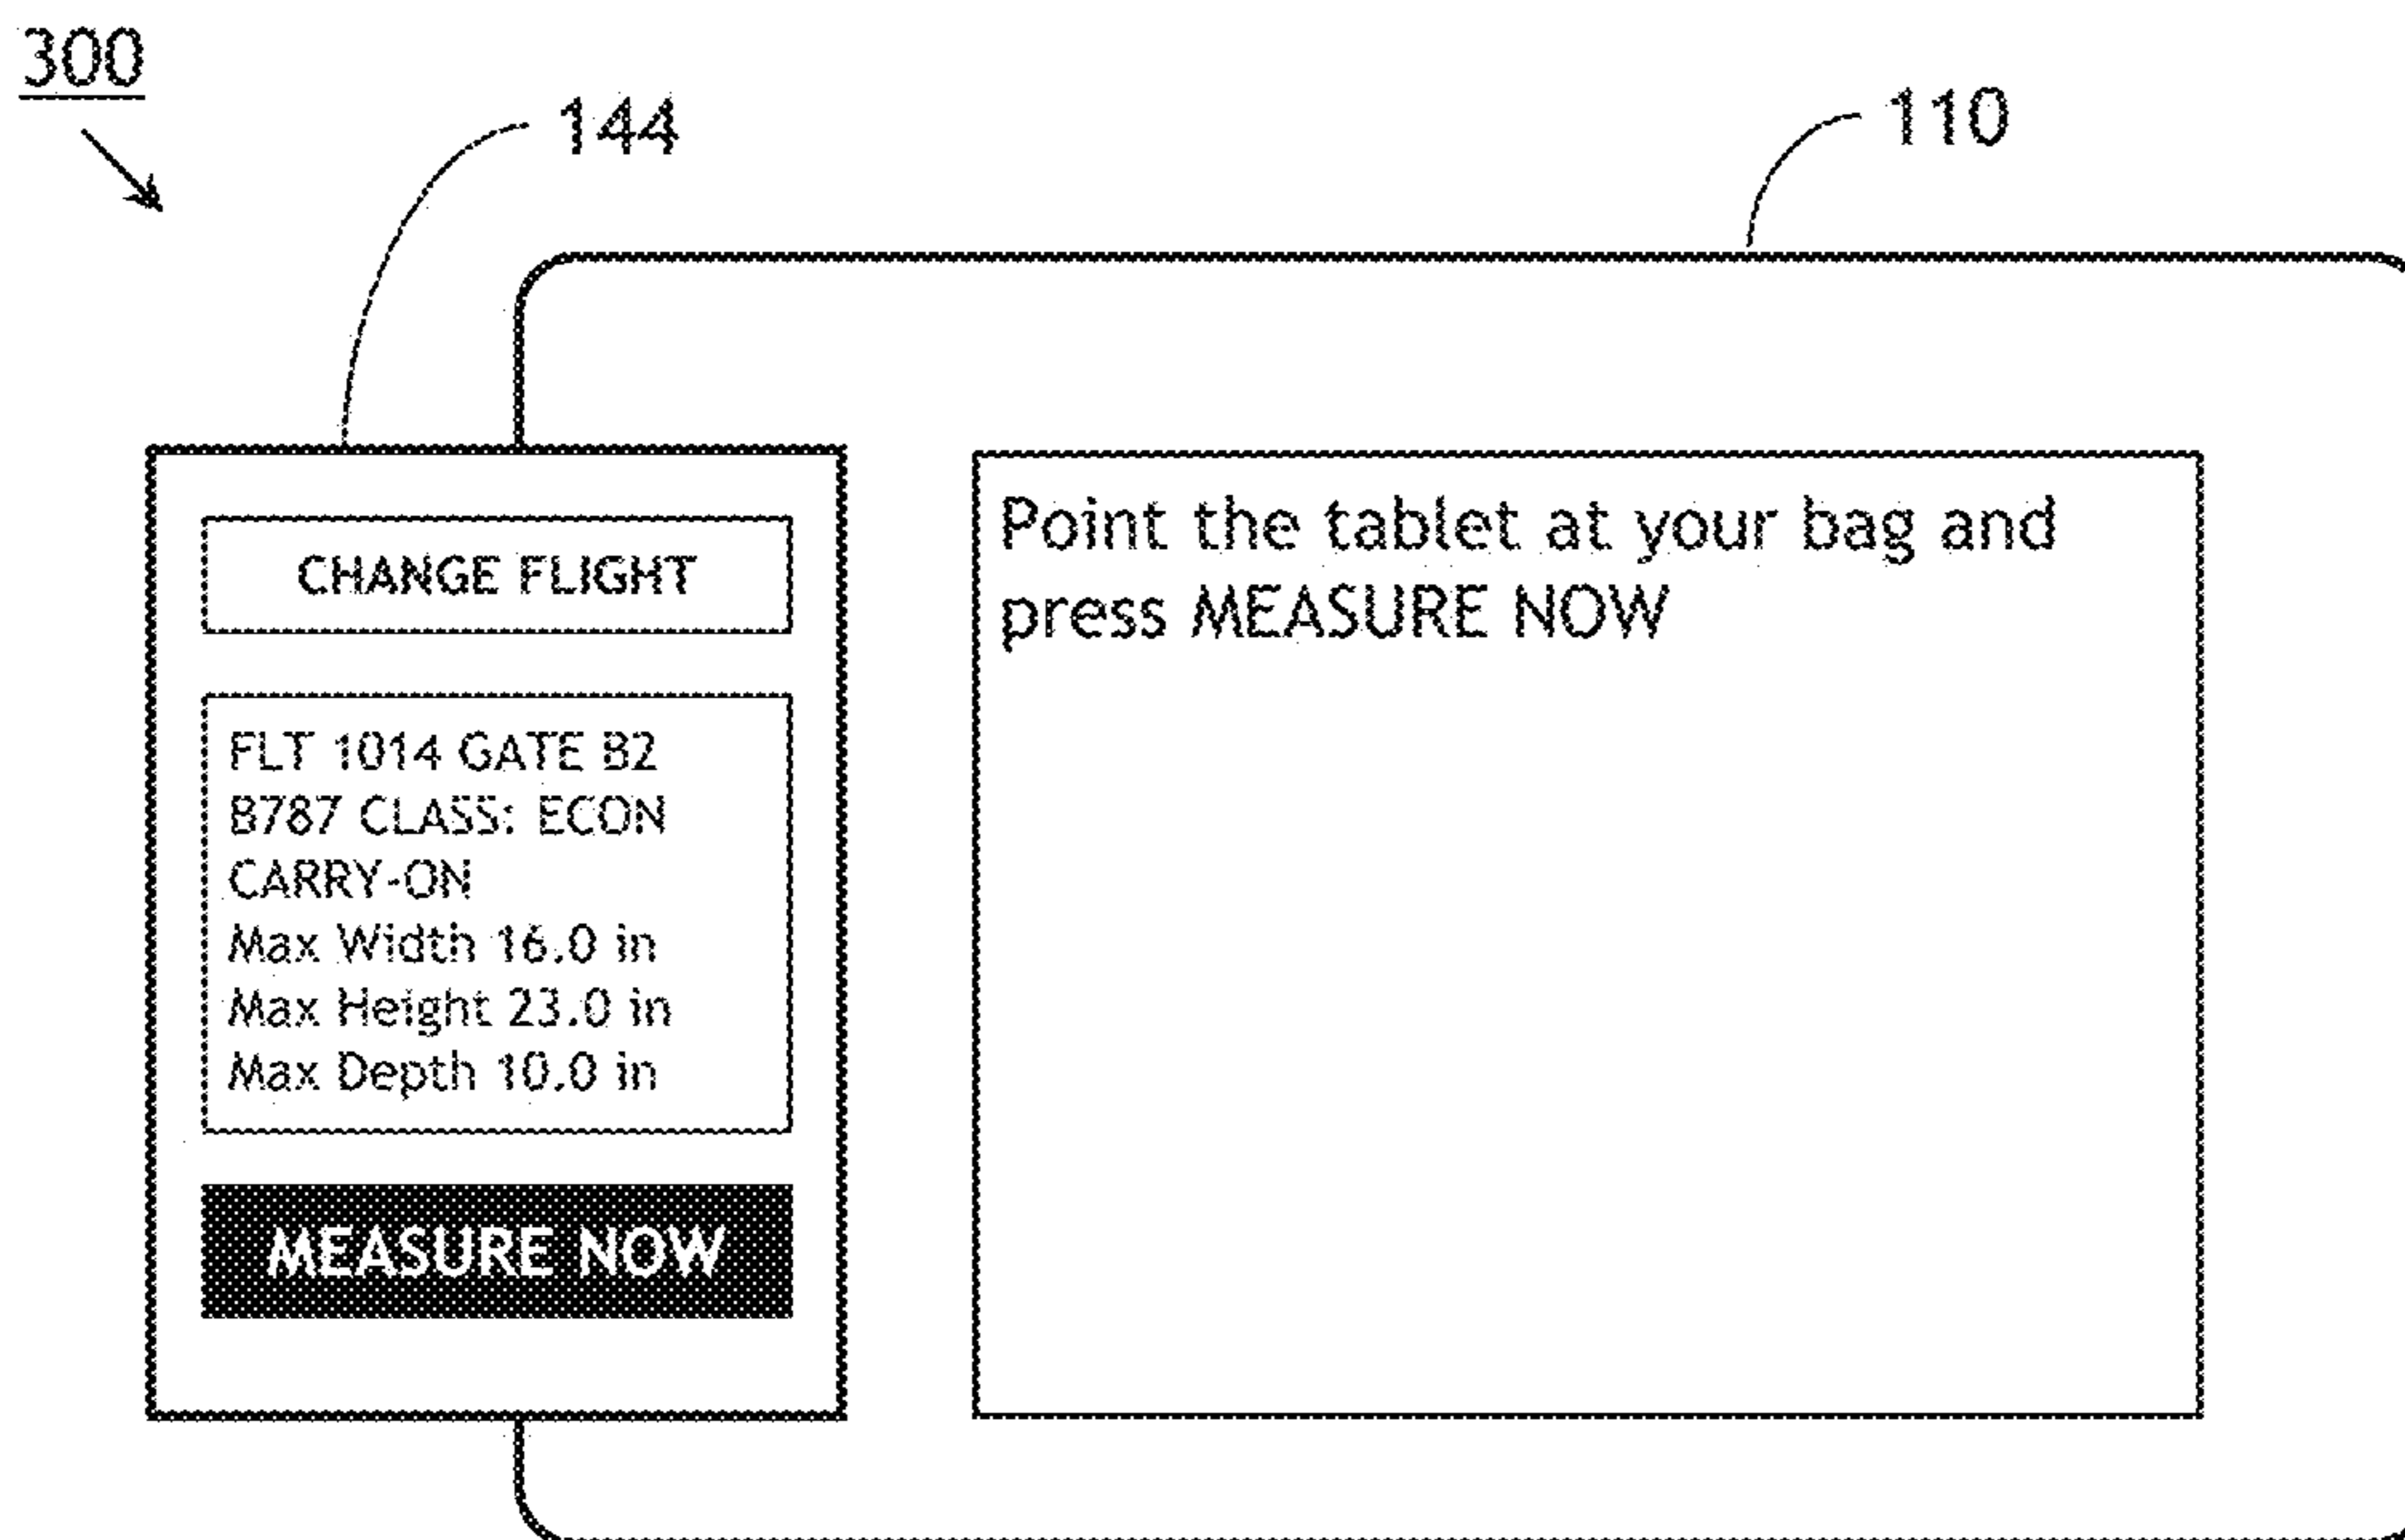 300
144
110
CHANGE FLIGHT
FLT 1014 GATE B2
B787 CLASS: ECON
CARRY-ON
Max Width 16.0 in
Max Height 23.0 in
Max Depth 10.0 in
MEASURE NOW
Point the tablet at your bag and
press MEASURE NOW